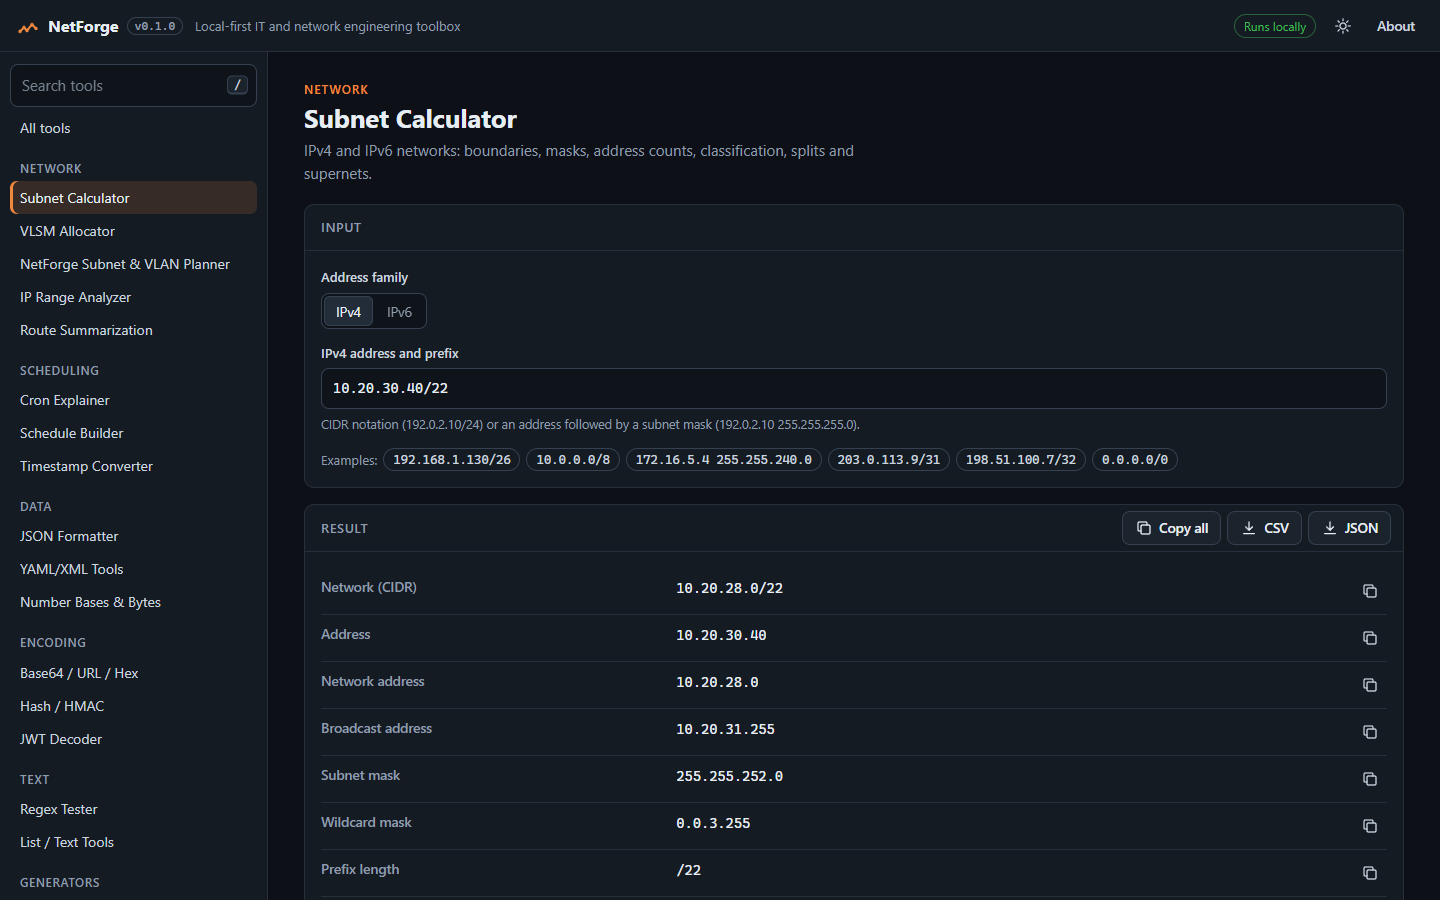 NetForge v0.1.0 Local-first IT and network engineering toolbox
Runs locally About
Search tools /
All tools
NETWORK
Subnet Calculator
VLSM Allocator
NetForge Subnet & VLAN Planner
IP Range Analyzer
Route Summarization
SCHEDULING
Cron Explainer
Schedule Builder
Timestamp Converter
DATA
JSON Formatter
YAML/XML Tools
Number Bases & Bytes
ENCODING
Base64 / URL / Hex
Hash / HMAC
JWT Decoder
TEXT
Regex Tester
List / Text Tools
GENERATORS
NETWORK
Subnet Calculator
IPv4 and IPv6 networks: boundaries, masks, address counts, classification, splits and
supernets.
INPUT
Address family
IPv4 IPv6
IPv4 address and prefix
10.20.30.40/22
CIDR notation (192.0.2.10/24) or an address followed by a subnet mask (192.0.2.10 255.255.255.0).
Examples: 192.168.1.130/26 10.0.0.0/8 172.16.5.4 255.255.240.0 203.0.113.9/31 198.51.100.7/32 0.0.0.0/0
RESULT Copy all CSV JSON
Network (CIDR) 10.20.28.0/22
Address 10.20.30.40
Network address 10.20.28.0
Broadcast address 10.20.31.255
Subnet mask 255.255.252.0
Wildcard mask 0.0.3.255
Prefix length /22